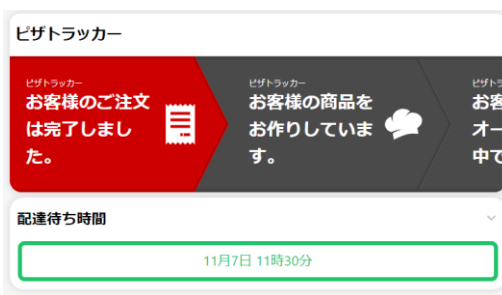 ピザトラッカー
ピザトラッカー
お客様のご注文
は完了しまし
た。
ピザトラッカー
お客様の商品を
お作りしていま
す。
ピザトラ
お客
オー
中で
配達待ち時間
11月7日 11時30分